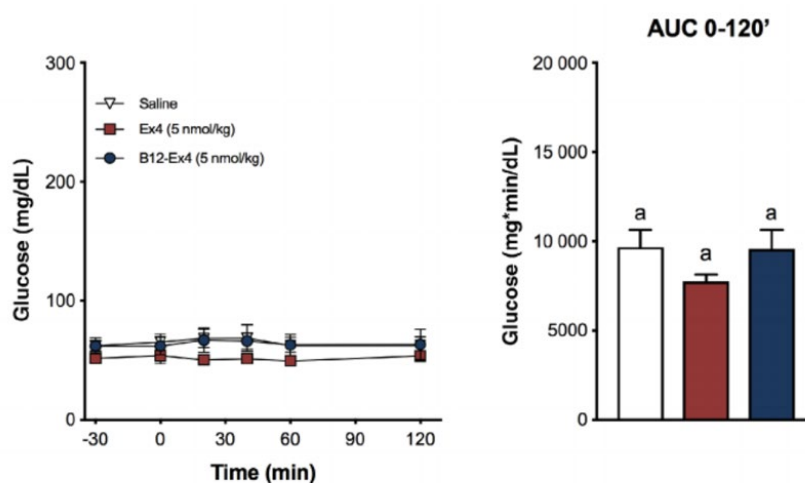 300
200
100
0
Glucose (mg/dL)
Saline
Ex4 (5 nmol/kg)
B12-Ex4 (5 nmol/kg)
-30 0 30 60 90 120
Time (min)
AUC 0-120'
20 000
15 000
10 000
5000
0
Glucose (mg*min/dL)
a
a
a